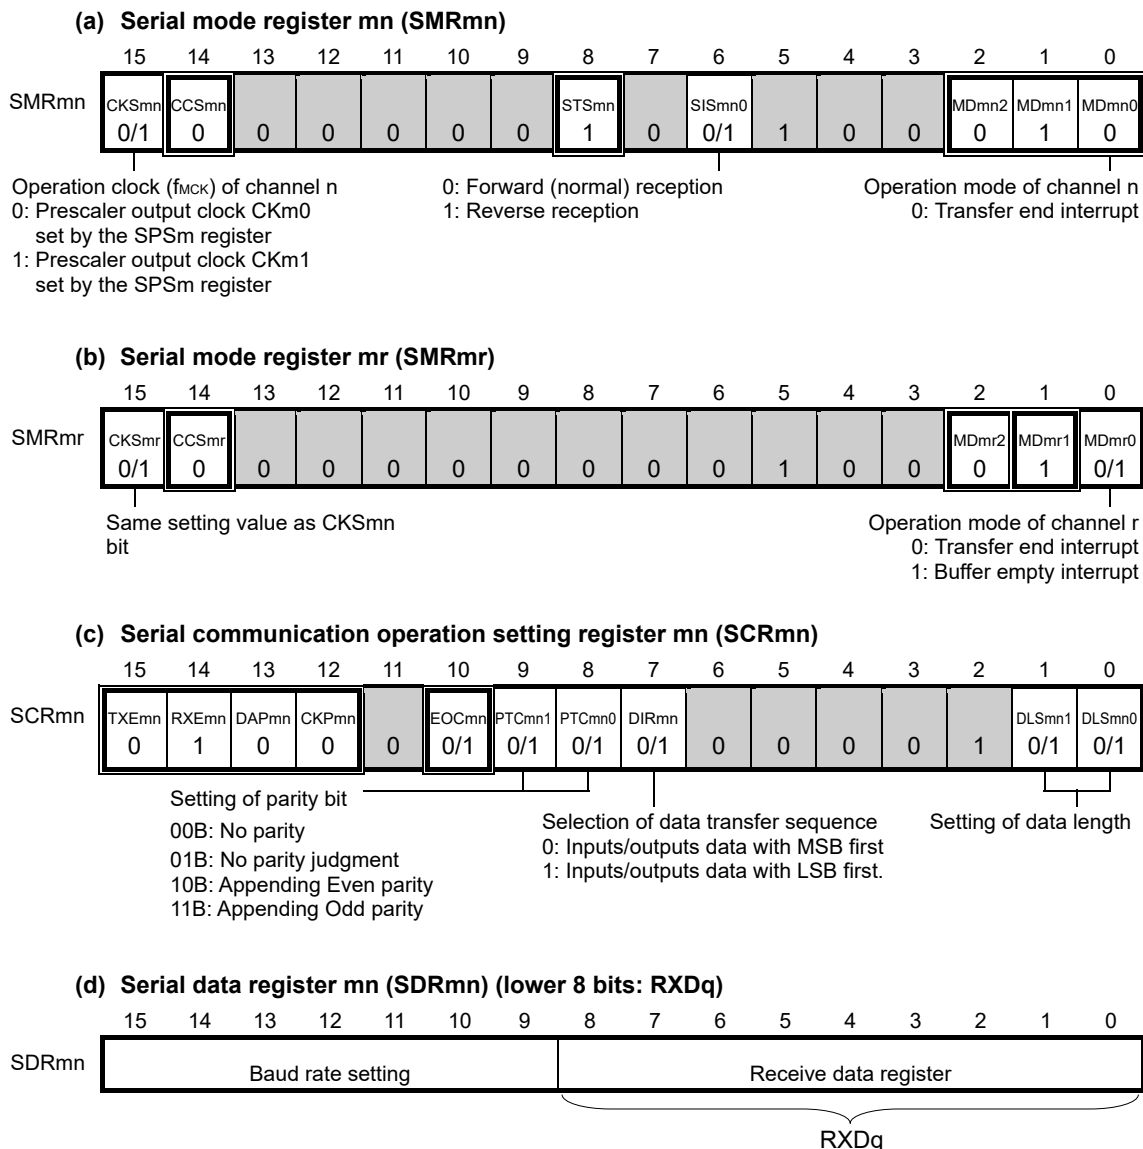 (a) Serial mode register mn (SMRmn)
15 14 13 12 11 10 9 8 7 6 5 4 3 2 1 0
SMRmn
CKSmn CCSmn STSmn SISmn0 MDmn2 MDmn1 MDmn0
0/1 0 0 0 0 0 0 1 0 0/1 1 0 0 0 1 0
Operation clock (fMCK) of channel n
0: Prescaler output clock CKm0
set by the SPSm register
1: Prescaler output clock CKm1
set by the SPSm register
0: Forward (normal) reception
1: Reverse reception
Operation mode of channel n
0: Transfer end interrupt
(b) Serial mode register mr (SMRmr)
15 14 13 12 11 10 9 8 7 6 5 4 3 2 1 0
SMRmr
CKSmr CCSmr MDmr2 MDmr1 MDmr0
0/1 0 0 0 0 0 0 0 0 0 1 0 0 0 1 0/1
Same setting value as CKSmn
bit
Operation mode of channel r
0: Transfer end interrupt
1: Buffer empty interrupt
(c) Serial communication operation setting register mn (SCRmn)
15 14 13 12 11 10 9 8 7 6 5 4 3 2 1 0
SCRmn
TXEmn RXEmn DAPmn CKPmn EOCmn PTCmn1 PTCmn0 DIRmn DLSmn1 DLSmn0
0 1 0 0 0 0/1 0/1 0/1 0/1 0 0 0 0 1 0/1 0/1
Setting of parity bit
00B: No parity
01B: No parity judgment
10B: Appending Even parity
11B: Appending Odd parity
Selection of data transfer sequence
0: Inputs/outputs data with MSB first
1: Inputs/outputs data with LSB first.
Setting of data length
(d) Serial data register mn (SDRmn) (lower 8 bits: RXDq)
15 14 13 12 11 10 9 8 7 6 5 4 3 2 1 0
SDRmn
Baud rate setting Receive data register
RXDq